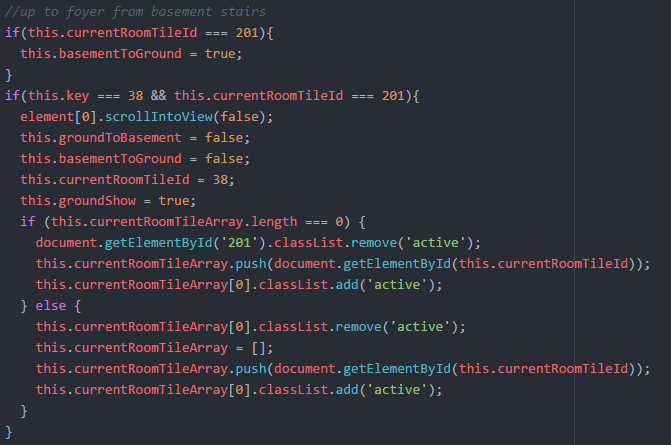 //up to foyer from basement stairs
if(this.currentRoomTileId === 201){
  this.basementToGround = true;
}
if(this.key === 38 && this.currentRoomTileId === 201){
  element[0].scrollIntoView(false);
  this.groundToBasement = false;
  this.basementToGround = false;
  this.currentRoomTileId = 38;
  this.groundShow = true;
  if (this.currentRoomTileArray.length === 0) {
    document.getElementById('201').classList.remove('active');
    this.currentRoomTileArray.push(document.getElementById(this.currentRoomTileId));
    this.currentRoomTileArray[0].classList.add('active');
  } else {
    this.currentRoomTileArray[0].classList.remove('active');
    this.currentRoomTileArray = [];
    this.currentRoomTileArray.push(document.getElementById(this.currentRoomTileId));
    this.currentRoomTileArray[0].classList.add('active');
  }
}